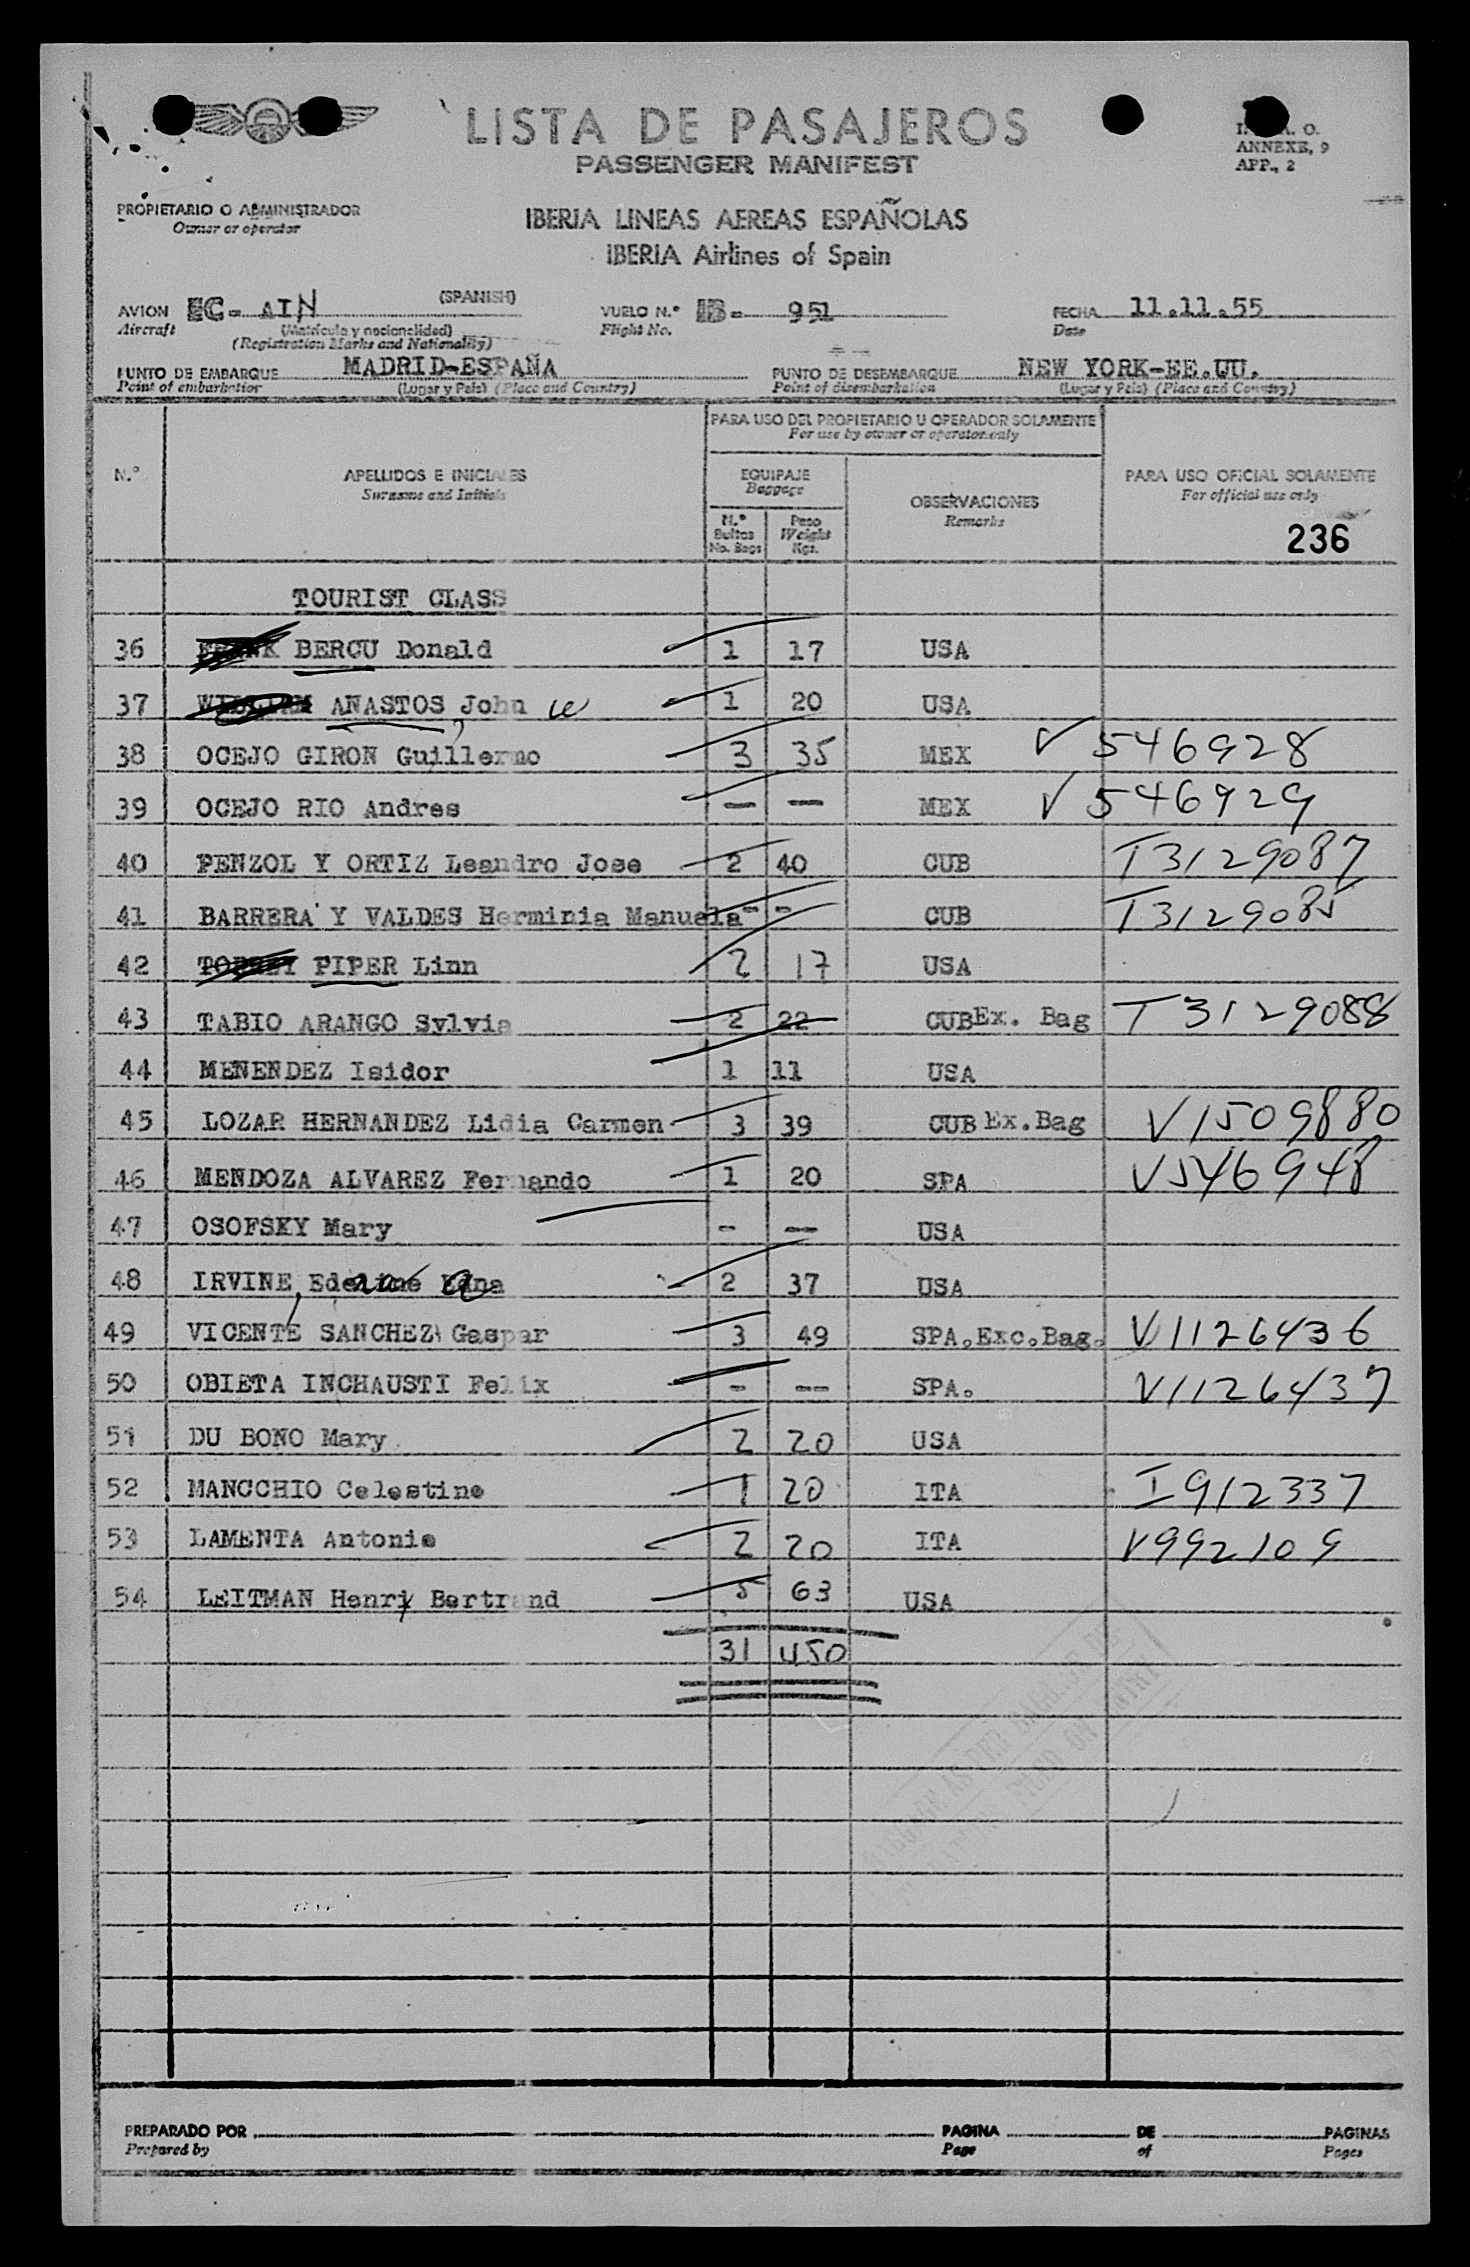 LISTA DE PASAJEROS
PASSENGER MANIFEST
O.
ANNEXE, 9
APP., 2
PROPIETARIO O ADMINISTRADOR
Owner or operator
IBERIA LINEAS AEREAS ESPAÑOLAS
IBERIA Airlines of Spain
AVION EC- AIN (SPANISH) VUELO N.° IB- 951 FECHA 11.11.55
Aircraft (Matrícula y nacionalidad) Flight No. Date
(Registration Marks and Nationality)
PUNTO DE EMBARQUE MADRID-ESPAÑA PUNTO DE DESEMBARQUE NEW YORK-EE.UU.
Point of embarkation (Lugar y País) (Place and Country) Point of disembarkation (Lugar y País) (Place and Country)
PARA USO DEL PROPIETARIO U OPERADOR SOLAMENTE
For use by owner or operator only
N.° APELLIDOS E INICIALES EQUIPAJE PARA USO OFICIAL SOLAMENTE
Surname and Initials Baggage OBSERVACIONES For official use only
N.° Bultos No. Bags Peso Weight Kgs. Remarks 236
TOURIST CLASS
36 BERCU Donald 1 17 USA
37 ANASTOS, John W 1 20 USA
38 OCEJO GIRON Guillermo 3 35 MEX V 546928
39 OCEJO RIO Andres — — MEX V 546929
40 PENZOL Y ORTIZ Leandro Jose 2 40 CUB T3129087
41 BARRERA Y VALDES Herminia Manuela - - CUB T3129085
42 PIPER Linn 2 17 USA
43 TABIO ARANGO Sylvia 2 22 CUB Ex. Bag T3129088
44 MENENDEZ Isidor 1 11 USA
45 LOZAR HERNANDEZ Lidia Carmen 3 39 CUB Ex.Bag V1509880
46 MENDOZA ALVAREZ Fernando 1 20 SPA V546948
47 OSOFSKY Mary - — USA
48 IRVINE, Edna 2 37 USA
49 VICENTE SANCHEZ Gaspar 3 49 SPA.Exc.Bag. V1126436
50 OBIETA INCHAUSTI Felix - -- SPA. V1126437
51 DU BONO Mary 2 20 USA
52 MANCCHIO Celestine 1 20 ITA I912337
53 LAMENTA Antonie 2 20 ITA V992109
54 LEITMAN Henry Bertrand 5 63 USA
31 450
PREPARADO POR PAGINA DE PAGINAS
Prepared by Page of Pages